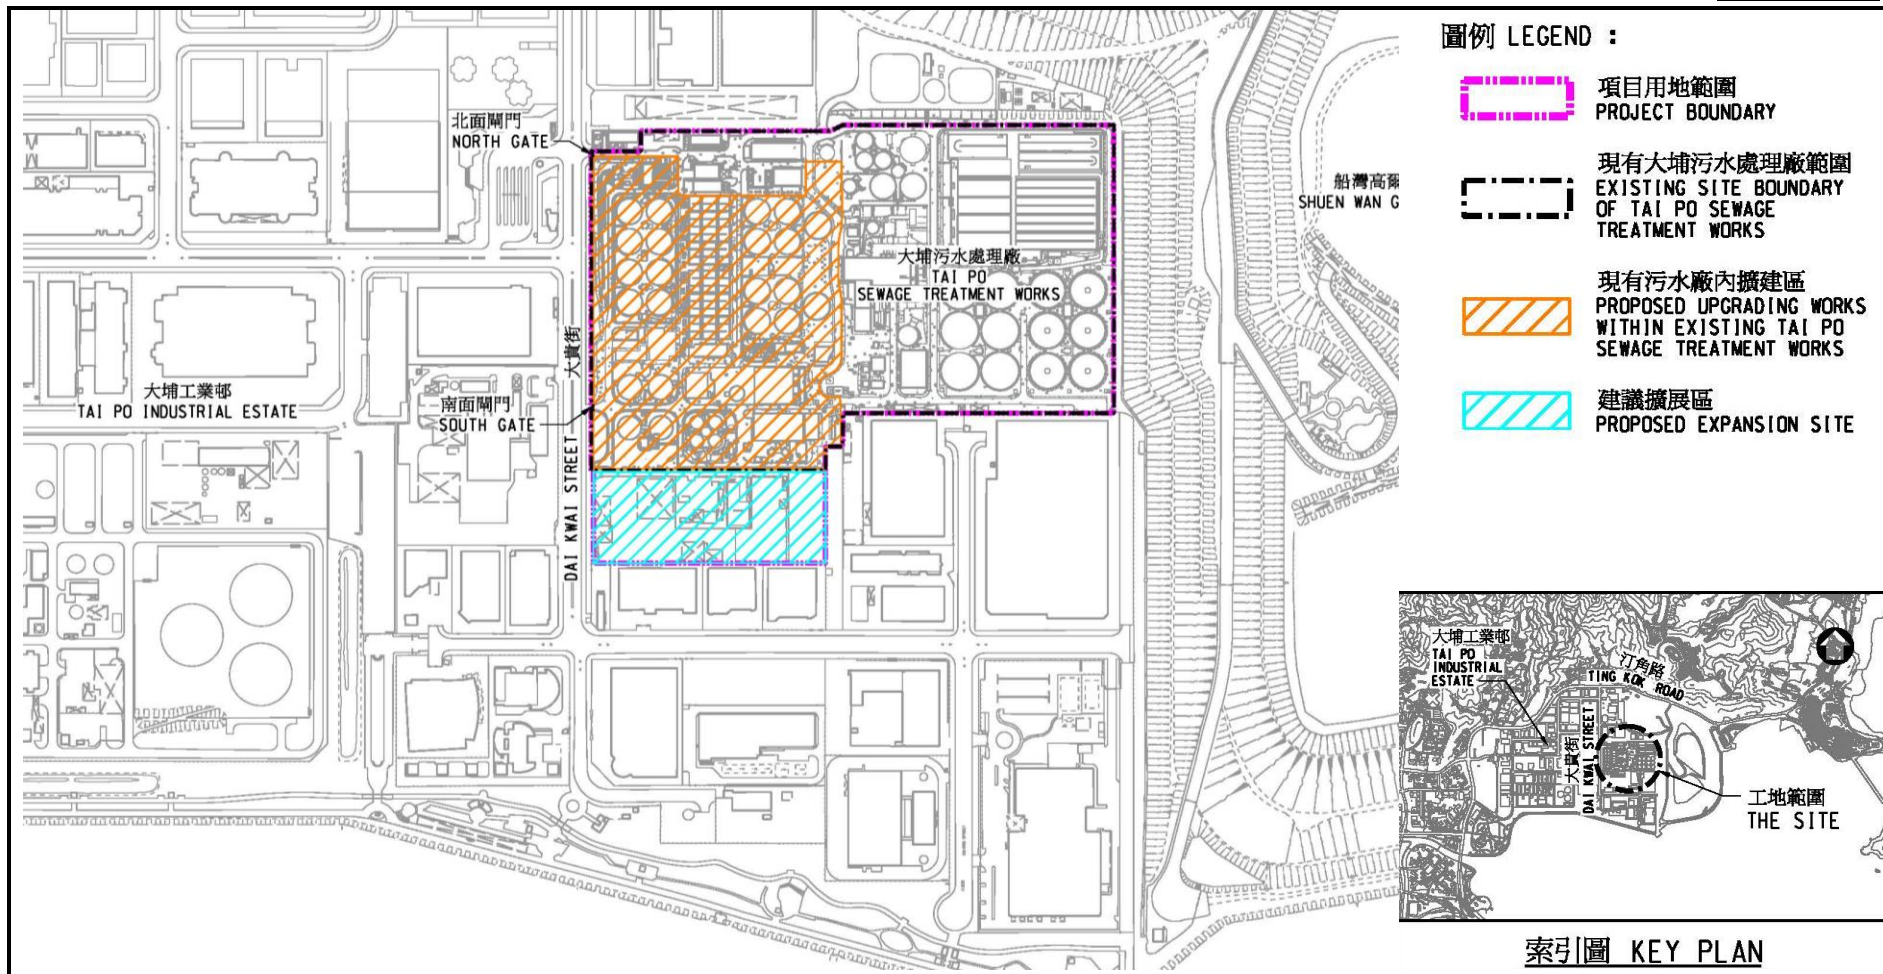 北面閘門
NORTH GATE
船灣高爾
SHUEN WAN G
大埔污水處理廠
TAI PO
SEWAGE TREATMENT WORKS
大貴街
DAI KWAI STREET
大埔工業邨
TAI PO INDUSTRIAL ESTATE
南面閘門
SOUTH GATE
圖例 LEGEND :
項目用地範圍
PROJECT BOUNDARY
現有大埔污水處理廠範圍
EXISTING SITE BOUNDARY
OF TAI PO SEWAGE
TREATMENT WORKS
現有污水廠內擴建區
PROPOSED UPGRADING WORKS
WITHIN EXISTING TAI PO
SEWAGE TREATMENT WORKS
建議擴展區
PROPOSED EXPANSION SITE
大埔工業邨
TAI PO
INDUSTRIAL
ESTATE
汀角路
TING KOK ROAD
大貴街
DAI KWAI STREET
工地範圍
THE SITE
索引圖 KEY PLAN